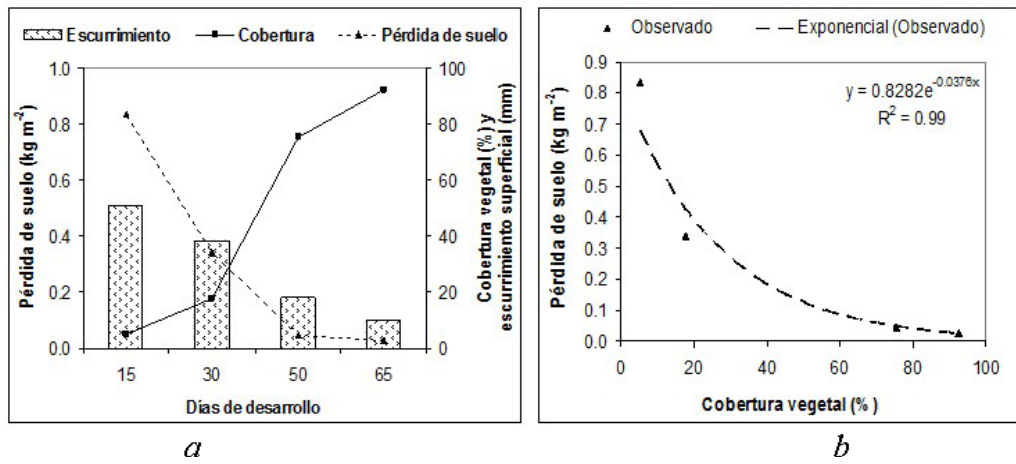 Escurrimiento Cobertura Pérdida de suelo
1.0
0.8
0.6
0.4
0.2
0.0
Pérdida de suelo (kg m⁻²)
100
80
60
40
20
0
Cobertura vegetal (%) y
escurrimiento superficial (mm)
15 30 50 65
Días de desarrollo
a
Observado Exponencial (Observado)
0.9
0.8
0.7
0.6
0.5
0.4
0.3
0.2
0.1
0.0
Pérdida de suelo (kg m⁻²)
y = 0.8282e⁻⁰·⁰³⁷⁶ˣ
R² = 0.99
0 20 40 60 80 100
Cobertura vegetal (% )
b